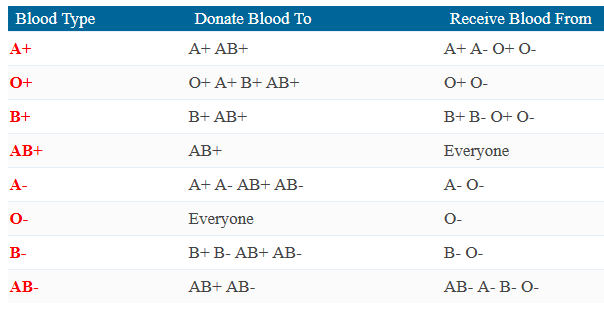 Blood Type Donate Blood To Receive Blood From
A+ A+ AB+ A+ A- O+ O-
O+ O+ A+ B+ AB+ O+ O-
B+ B+ AB+ B+ B- O+ O-
AB+ AB+ Everyone
A- A+ A- AB+ AB- A- O-
O- Everyone O-
B- B+ B- AB+ AB- B- O-
AB- AB+ AB- AB- A- B- O-